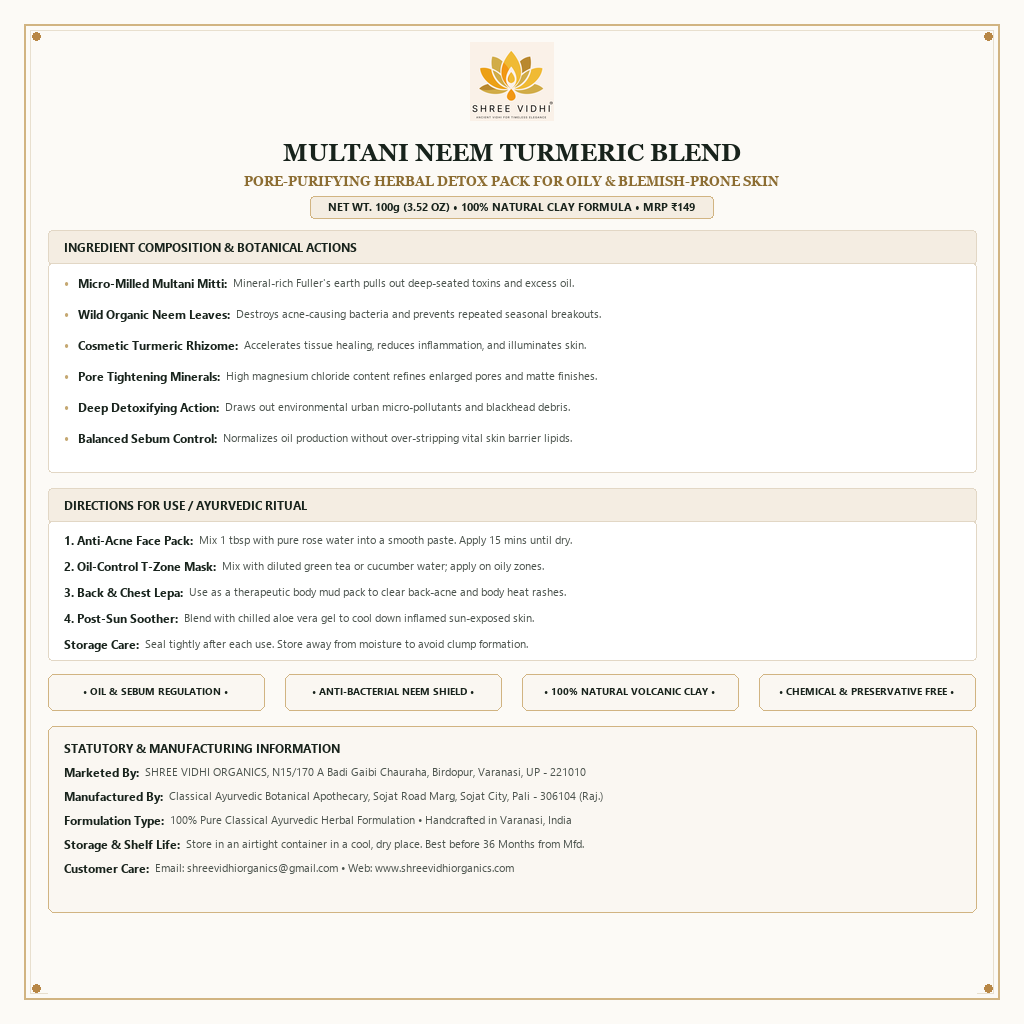 SHREE VIDHI
ANCIENT VIDHI FOR TIMELESS ELEGANCE
MULTANI NEEM TURMERIC BLEND
PORE-PURIFYING HERBAL DETOX PACK FOR OILY & BLEMISH-PRONE SKIN
NET WT. 100g (3.52 OZ) • 100% NATURAL CLAY FORMULA • MRP ₹149
INGREDIENT COMPOSITION & BOTANICAL ACTIONS
• Micro-Milled Multani Mitti: Mineral-rich Fuller's earth pulls out deep-seated toxins and excess oil.
• Wild Organic Neem Leaves: Destroys acne-causing bacteria and prevents repeated seasonal breakouts.
• Cosmetic Turmeric Rhizome: Accelerates tissue healing, reduces inflammation, and illuminates skin.
• Pore Tightening Minerals: High magnesium chloride content refines enlarged pores and matte finishes.
• Deep Detoxifying Action: Draws out environmental urban micro-pollutants and blackhead debris.
• Balanced Sebum Control: Normalizes oil production without over-stripping vital skin barrier lipids.
DIRECTIONS FOR USE / AYURVEDIC RITUAL
1. Anti-Acne Face Pack: Mix 1 tbsp with pure rose water into a smooth paste. Apply 15 mins until dry.
2. Oil-Control T-Zone Mask: Mix with diluted green tea or cucumber water; apply on oily zones.
3. Back & Chest Lepa: Use as a therapeutic body mud pack to clear back-acne and body heat rashes.
4. Post-Sun Soother: Blend with chilled aloe vera gel to cool down inflamed sun-exposed skin.
Storage Care: Seal tightly after each use. Store away from moisture to avoid clump formation.
• OIL & SEBUM REGULATION •
• ANTI-BACTERIAL NEEM SHIELD •
• 100% NATURAL VOLCANIC CLAY •
• CHEMICAL & PRESERVATIVE FREE •
STATUTORY & MANUFACTURING INFORMATION
Marketed By: SHREE VIDHI ORGANICS, N15/170 A Badi Gaibi Chauraha, Birdopur, Varanasi, UP - 221010
Manufactured By: Classical Ayurvedic Botanical Apothecary, Sojat Road Marg, Sojat City, Pali - 306104 (Raj.)
Formulation Type: 100% Pure Classical Ayurvedic Herbal Formulation • Handcrafted in Varanasi, India
Storage & Shelf Life: Store in an airtight container in a cool, dry place. Best before 36 Months from Mfd.
Customer Care: Email: shreevidhiorganics@gmail.com • Web: www.shreevidhiorganics.com